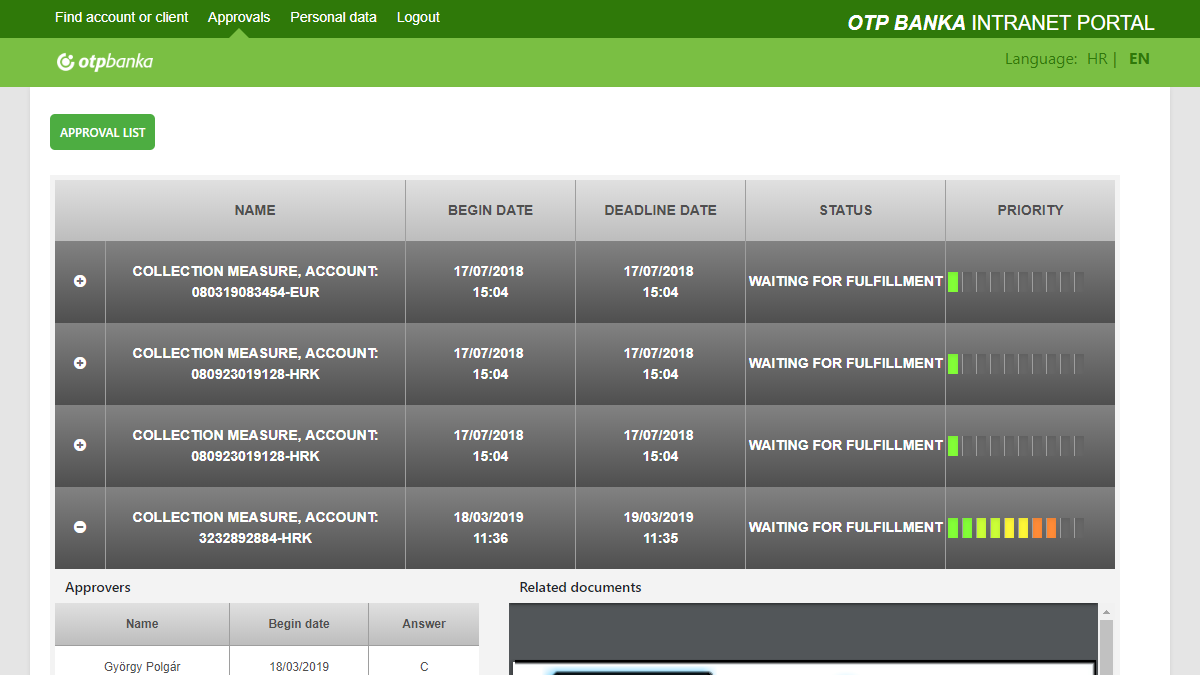 Find account or client Approvals Personal data Logout
OTP BANKA INTRANET PORTAL
otpbanka
Language: HR | EN
APPROVAL LIST
NAME BEGIN DATE DEADLINE DATE STATUS PRIORITY
COLLECTION MEASURE, ACCOUNT: 17/07/2018 17/07/2018
WAITING FOR FULFILLMENT
080319083454-EUR 15:04 15:04
COLLECTION MEASURE, ACCOUNT: 17/07/2018 17/07/2018
WAITING FOR FULFILLMENT
080923019128-HRK 15:04 15:04
COLLECTION MEASURE, ACCOUNT: 17/07/2018 17/07/2018
WAITING FOR FULFILLMENT
080923019128-HRK 15:04 15:04
COLLECTION MEASURE, ACCOUNT: 18/03/2019 19/03/2019
WAITING FOR FULFILLMENT
3232892884-HRK 11:36 11:35
Approvers Related documents
Name Begin date Answer
György Polgár 18/03/2019 C